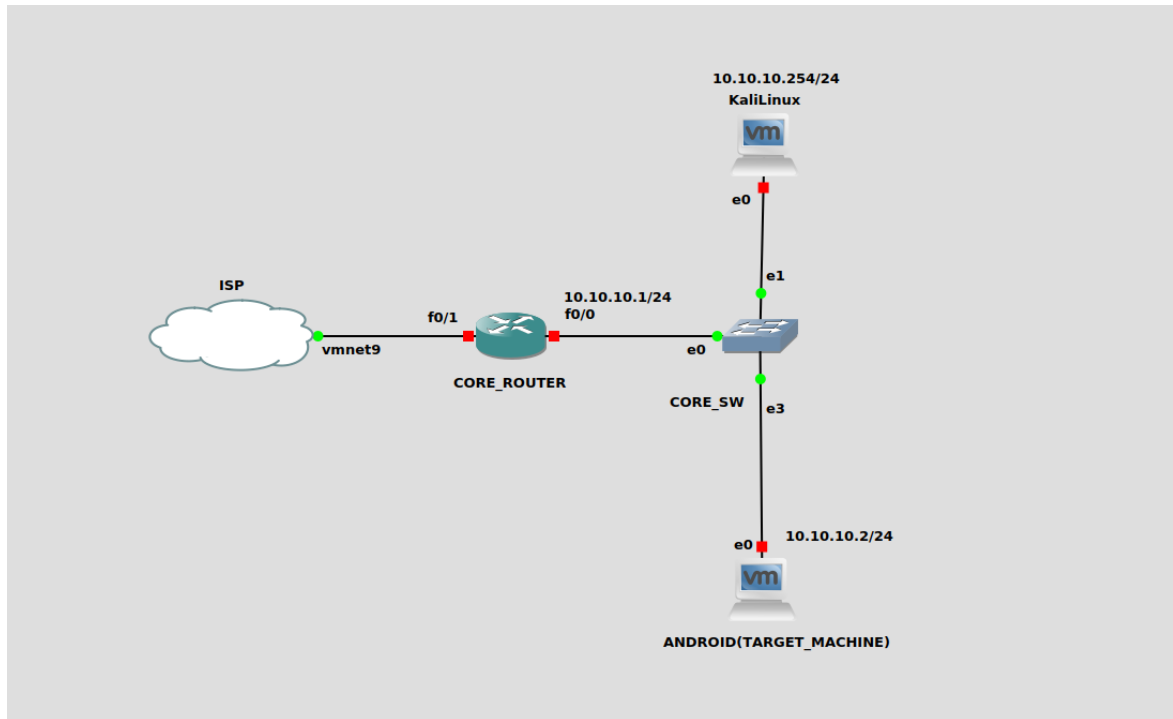 10.10.10.254/24
KaliLinux
vm
e0
e1
ISP
10.10.10.1/24
f0/1
f0/0
vmnet9
e0
CORE_ROUTER
CORE_SW
e3
10.10.10.2/24
e0
vm
ANDROID(TARGET_MACHINE)